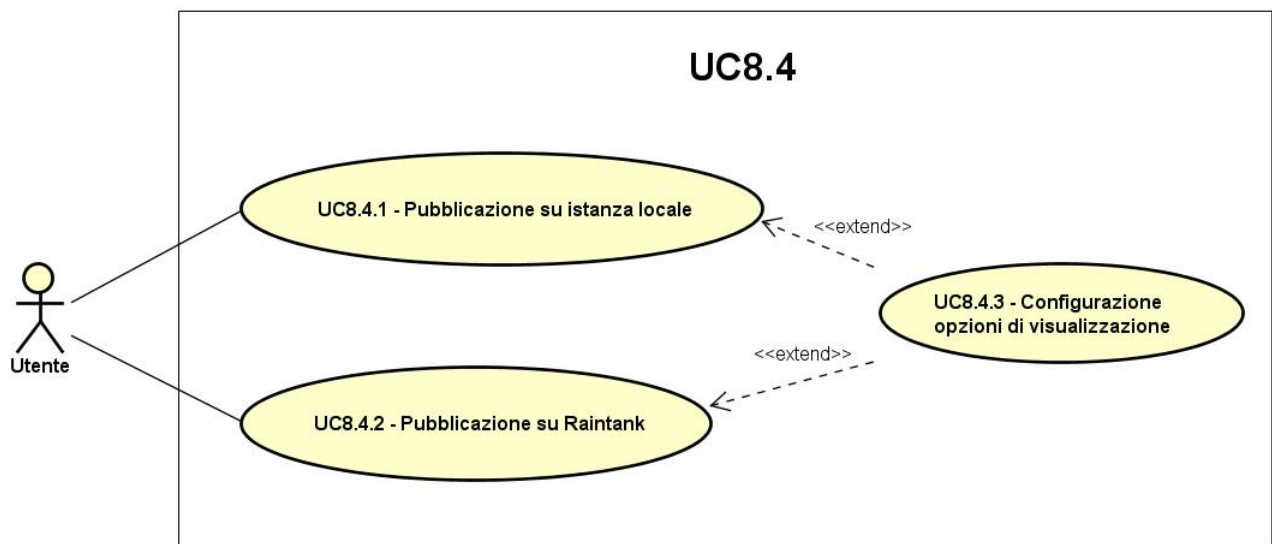 UC8.4
UC8.4.1 - Pubblicazione su istanza locale
<<extend>>
UC8.4.3 - Configurazione
opzioni di visualizzazione
<<extend>>
Utente
UC8.4.2 - Pubblicazione su Raintank